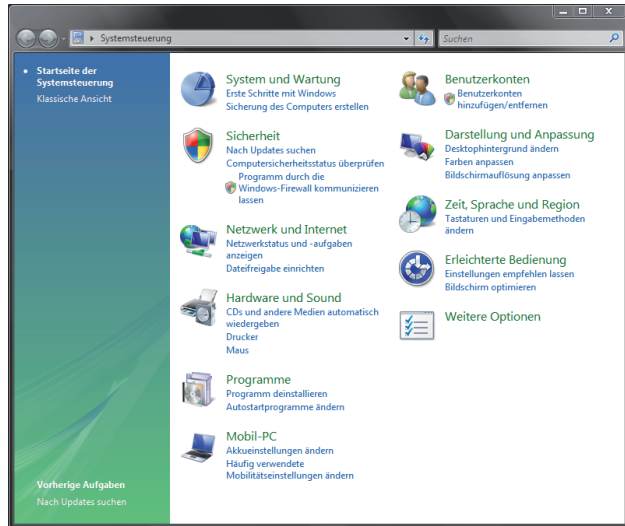 Systemsteuerung
Suchen
Startseite der
Systemsteuerung
Klassische Ansicht
System und Wartung
Erste Schritte mit Windows
Sicherung des Computers erstellen
Sicherheit
Nach Updates suchen
Computersicherheitsstatus überprüfen
Programm durch die
Windows-Firewall kommunizieren
lassen
Netzwerk und Internet
Netzwerkstatus und -aufgaben
anzeigen
Dateifreigabe einrichten
Hardware und Sound
CDs und andere Medien automatisch
wiedergeben
Drucker
Maus
Programme
Programm deinstallieren
Autostartprogramme ändern
Mobil-PC
Akkueinstellungen ändern
Häufig verwendete
Mobilitätseinstellungen ändern
Benutzerkonten
Benutzerkonten
hinzufügen/entfernen
Darstellung und Anpassung
Desktophintergrund ändern
Farben anpassen
Bildschirmauflösung anpassen
Zeit, Sprache und Region
Tastaturen und Eingabemethoden
ändern
Erleichterte Bedienung
Einstellungen empfehlen lassen
Bildschirm optimieren
Weitere Optionen
Vorherige Aufgaben
Nach Updates suchen